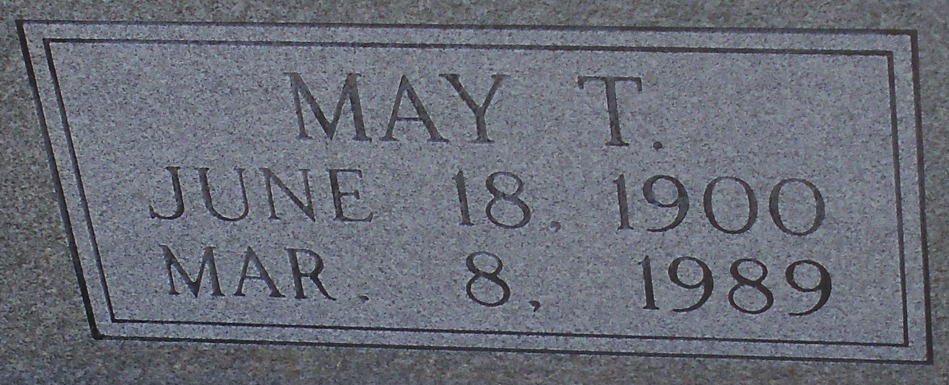 MAY T.
JUNE 18, 1900
MAR. 8, 1989